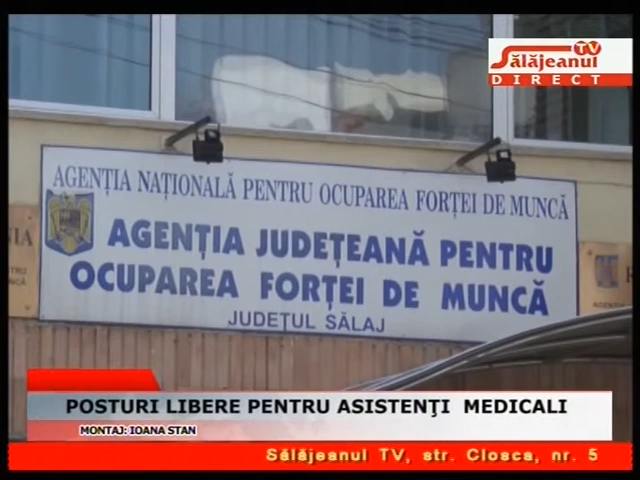 Sălăjeanul TV
DIRECT
AGENȚIA NAȚIONALĂ PENTRU OCUPAREA FORȚEI DE MUNCĂ
AGENȚIA JUDEȚEANĂ PENTRU
OCUPAREA FORȚEI DE MUNCĂ
JUDEȚUL SĂLAJ
POSTURI LIBERE PENTRU ASISTENŢI MEDICALI
MONTAJ: IOANA STAN
Sălăjeanul TV, str. Closca, nr. 5